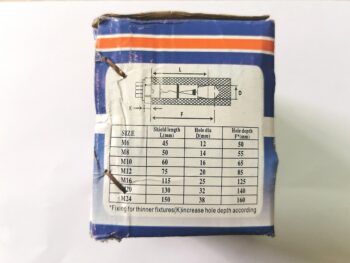 L
D
K
P
F
SIZE Shield length L(mm) Hole dia D(mm) Hole depth F*(mm)
M6 45 12 50
M8 50 14 55
M10 60 16 65
M12 75 20 85
M16 115 25 125
M20 130 32 140
M24 150 38 160
*Fixing for thinner fixtures(K)increase hole depth according